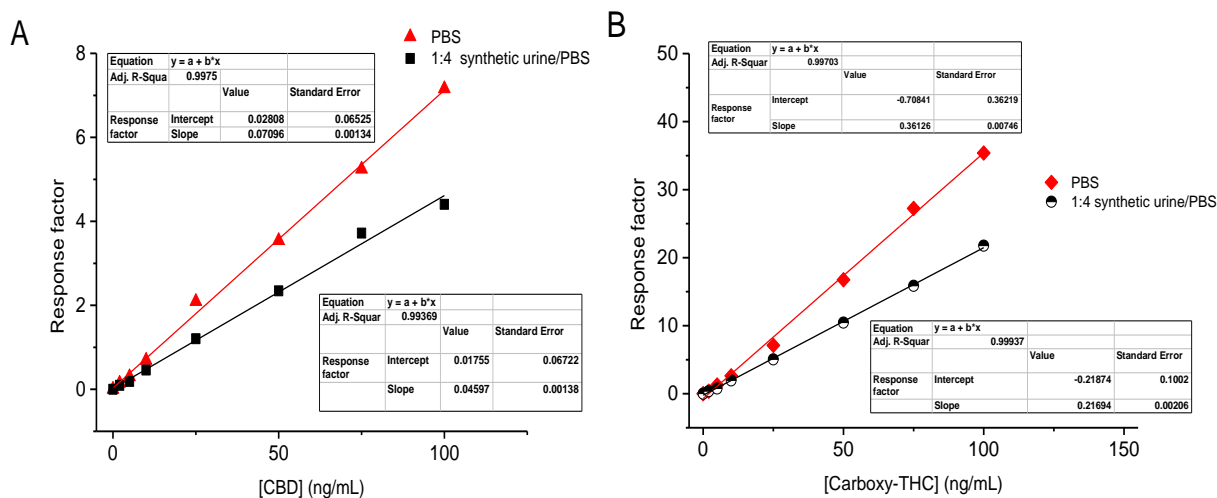 A
PBS
1:4 synthetic urine/PBS
Equation y = a + b*x
Adj. R-Squa 0.9975
Value Standard Error
Response factor Intercept 0.02808 0.06525
Slope 0.07096 0.00134
8
6
4
2
0
Response factor
Equation y = a + b*x
Adj. R-Squar 0.99369
Value Standard Error
Response factor Intercept 0.01755 0.06722
Slope 0.04597 0.00138
0 50 100
[CBD] (ng/mL)
B
Equation y = a + b*x
Adj. R-Squar 0.99703
Value Standard Error
Response factor Intercept -0.70841 0.36219
Slope 0.36126 0.00746
PBS
1:4 synthetic urine/PBS
50
40
30
20
10
0
Response factor
Equation y = a + b*x
Adj. R-Squar 0.99937
Value Standard Error
Response factor Intercept -0.21874 0.1002
Slope 0.21694 0.00206
0 50 100 150
[Carboxy-THC] (ng/mL)